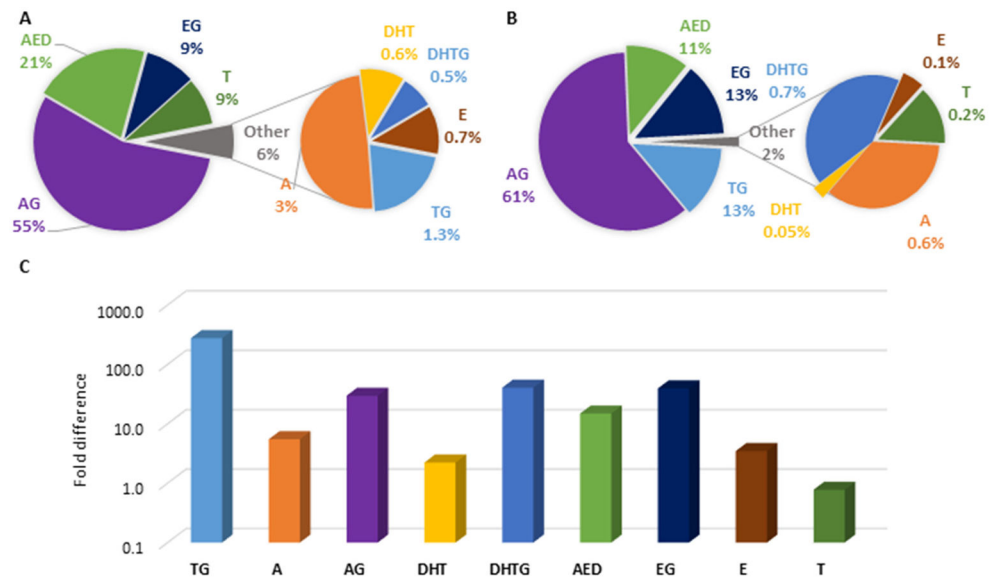 A
AED
21%
EG
9%
T
9%
Other
6%
AG
55%
DHT
0.6%
DHTG
0.5%
E
0.7%
A
3%
TG
1.3%
B
AED
11%
EG
13%
DHTG
0.7%
Other
2%
AG
61%
TG
13%
DHT
0.05%
E
0.1%
T
0.2%
A
0.6%
C
Fold difference
1000.0
100.0
10.0
1.0
0.1
TG A AG DHT DHTG AED EG E T